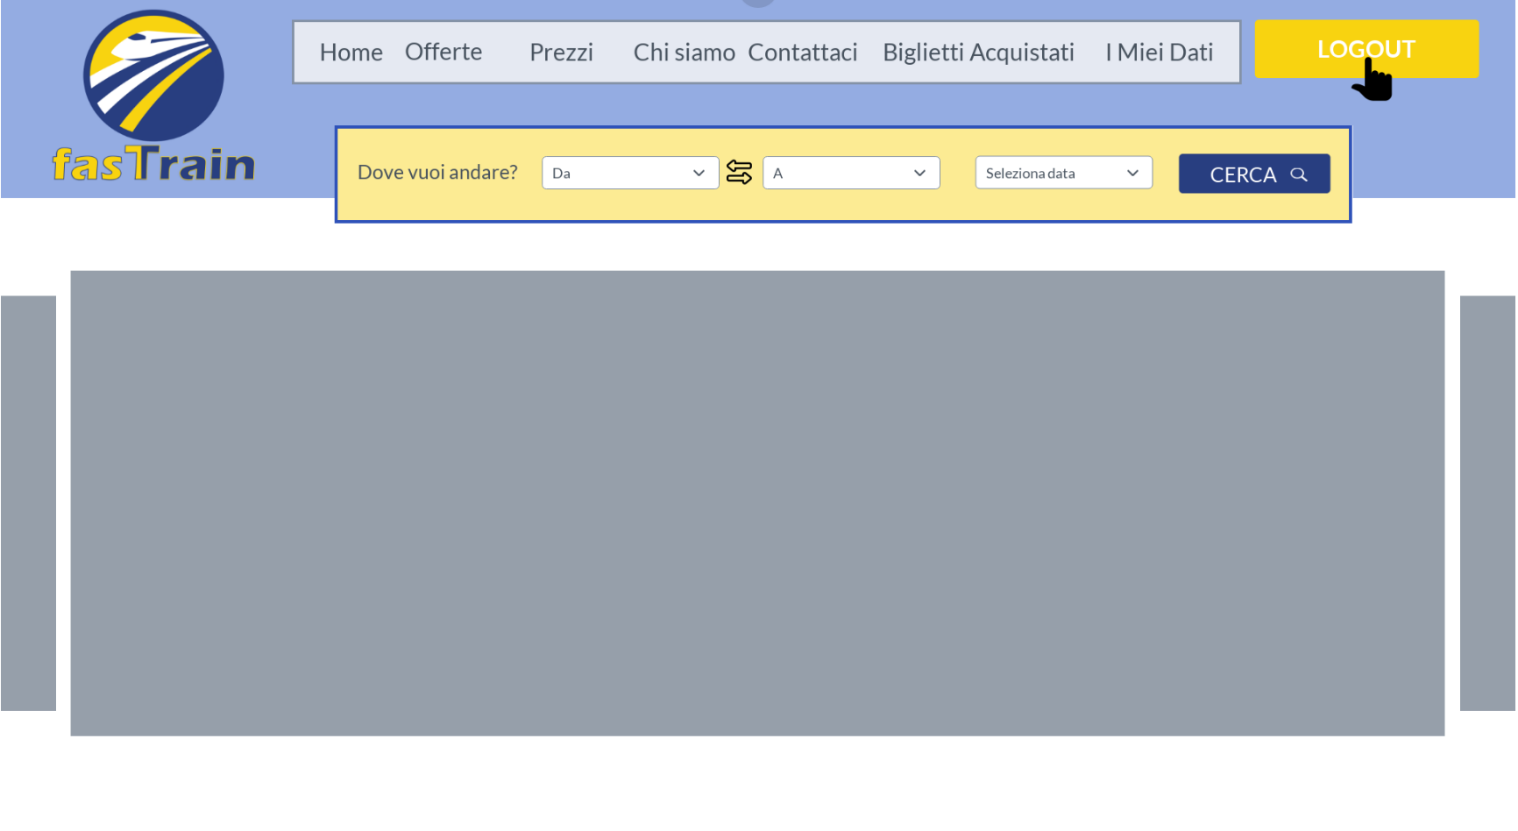 Home Offerte Prezzi Chi siamo Contattaci Biglietti Acquistati I Miei Dati LOGOUT
fasTrain
Dove vuoi andare? Da A Seleziona data CERCA